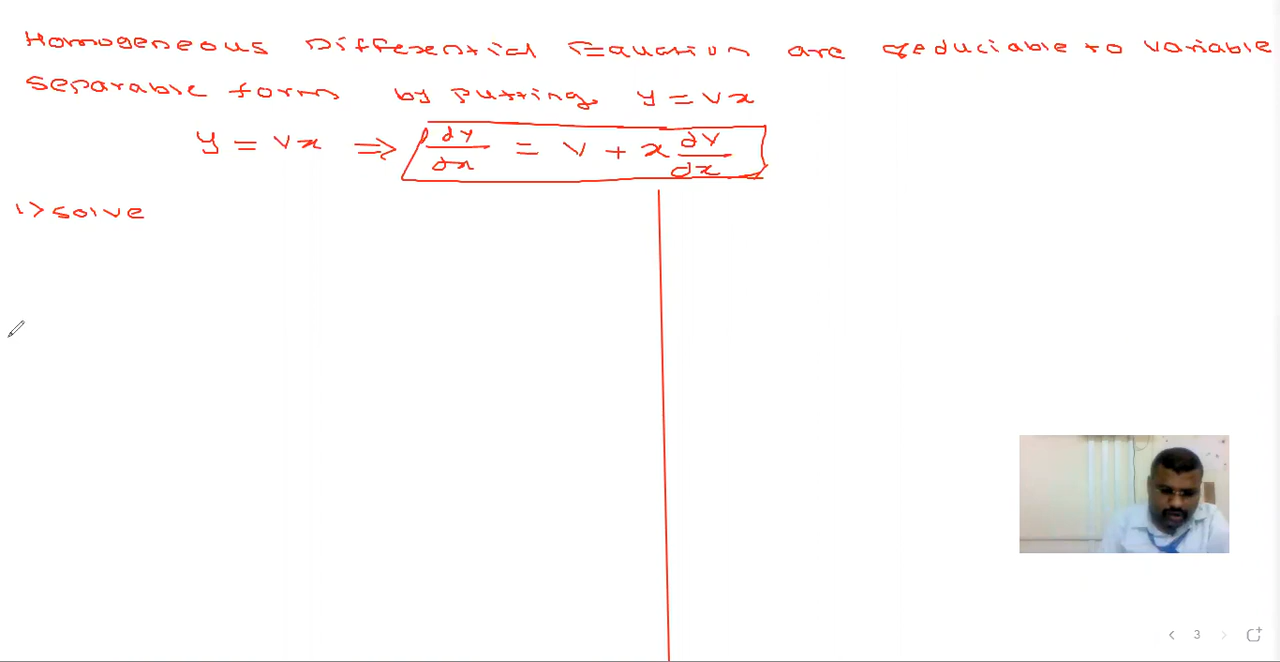 Homogeneous Differential Equation are reduciable to variable
separable form by putting y = vx
y = vx ⇒ dy/dx = v + x dv/dx
1) solve
3